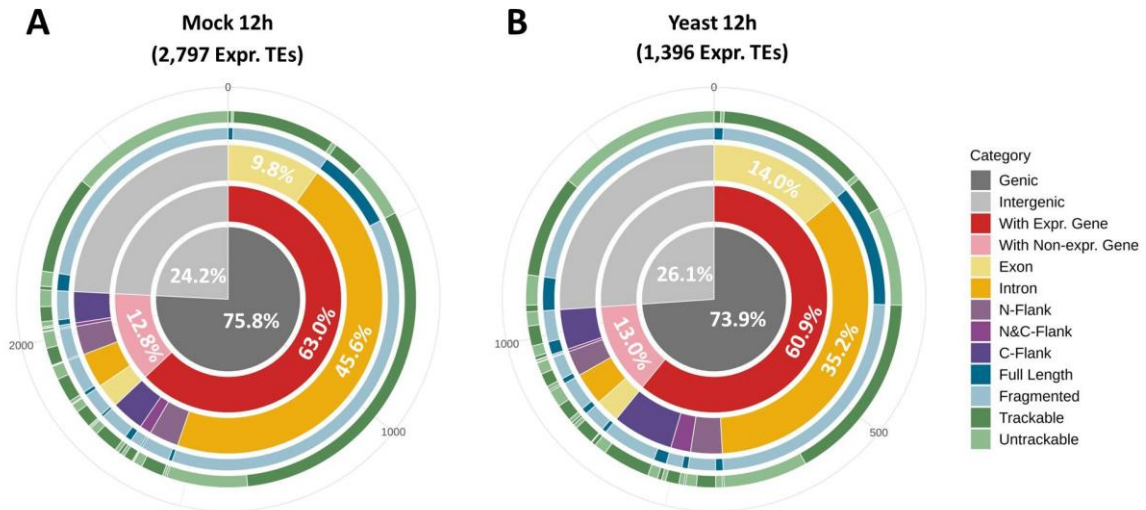 A
Mock 12h
(2,797 Expr. TEs)
0
9.8%
24.2%
75.8%
63.0%
45.6%
12.8%
2000
1000
B
Yeast 12h
(1,396 Expr. TEs)
0
14.0%
26.1%
73.9%
60.9%
35.2%
13.0%
1000
500
Category
Genic
Intergenic
With Expr. Gene
With Non-expr. Gene
Exon
Intron
N-Flank
N&C-Flank
C-Flank
Full Length
Fragmented
Trackable
Untrackable